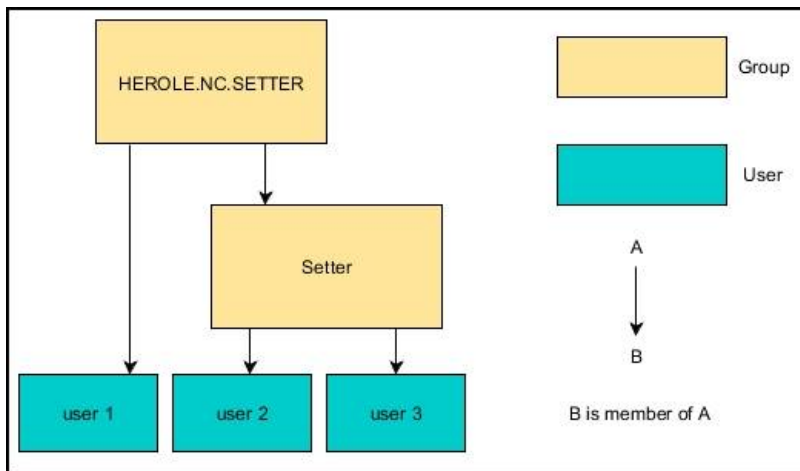 HEROLE.NC.SETTER
Group
User
Setter
A
B
user 1
user 2
user 3
B is member of A